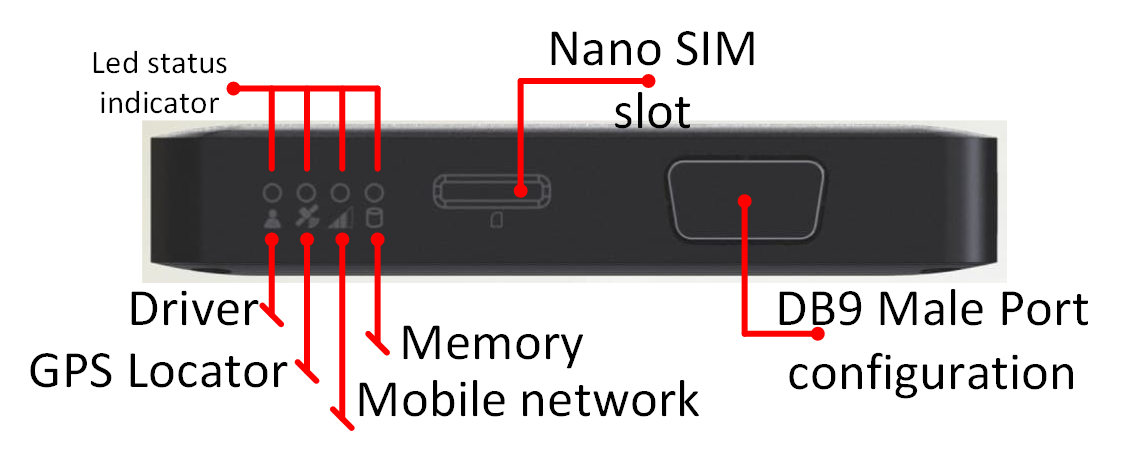 Led status
indicator
Nano SIM
slot
Driver
GPS Locator
Memory
Mobile network
DB9 Male Port
configuration